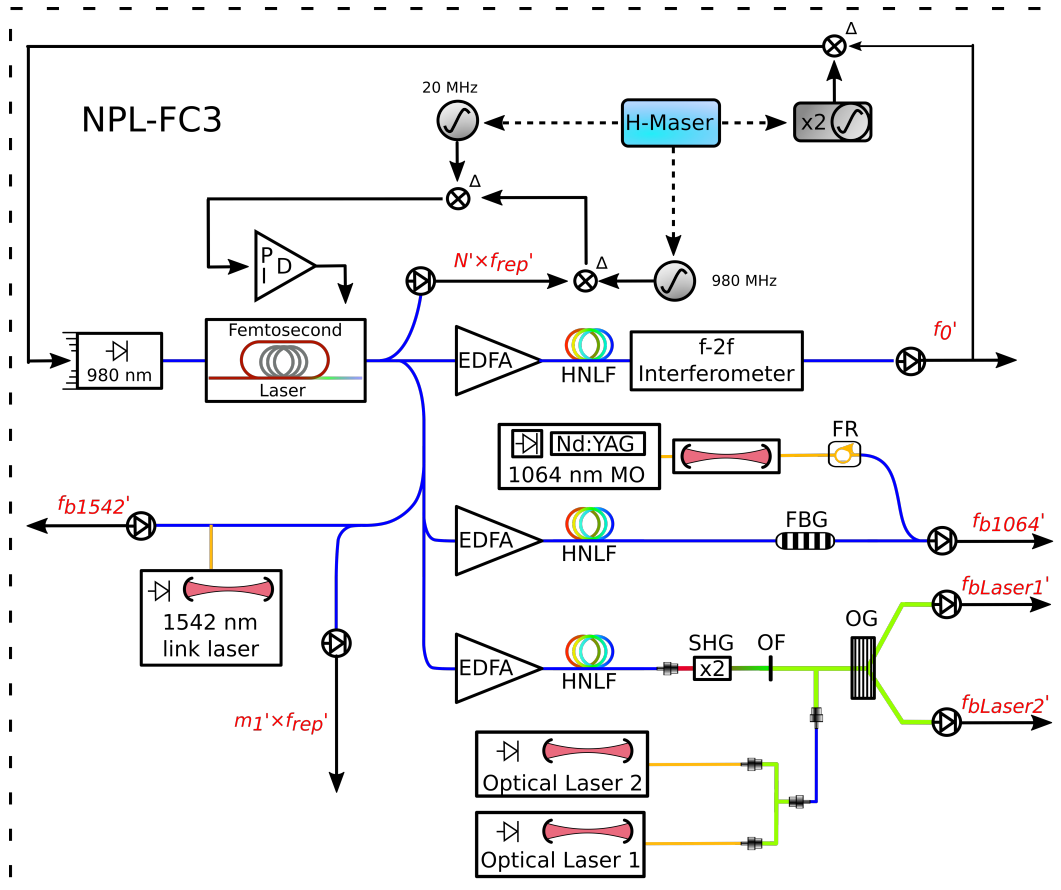 Δ
20 MHz
NPL-FC3
H-Maser
x2
Δ
P
I D
N'×frep'
Δ
980 MHz
Femtosecond
Laser
980 nm
EDFA
HNLF
f-2f
Interferometer
f0'
Nd:YAG
1064 nm MO
FR
fb1542'
EDFA
HNLF
FBG
fb1064'
1542 nm
link laser
fbLaser1'
EDFA
HNLF
SHG
x2
OF
OG
m1'×frep'
fbLaser2'
Optical Laser 2
Optical Laser 1